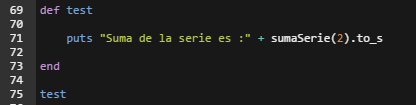 69 def test
70
71 puts "Suma de la serie es :" + sumaSerie(2).to_s
72
73 end
74
75 test